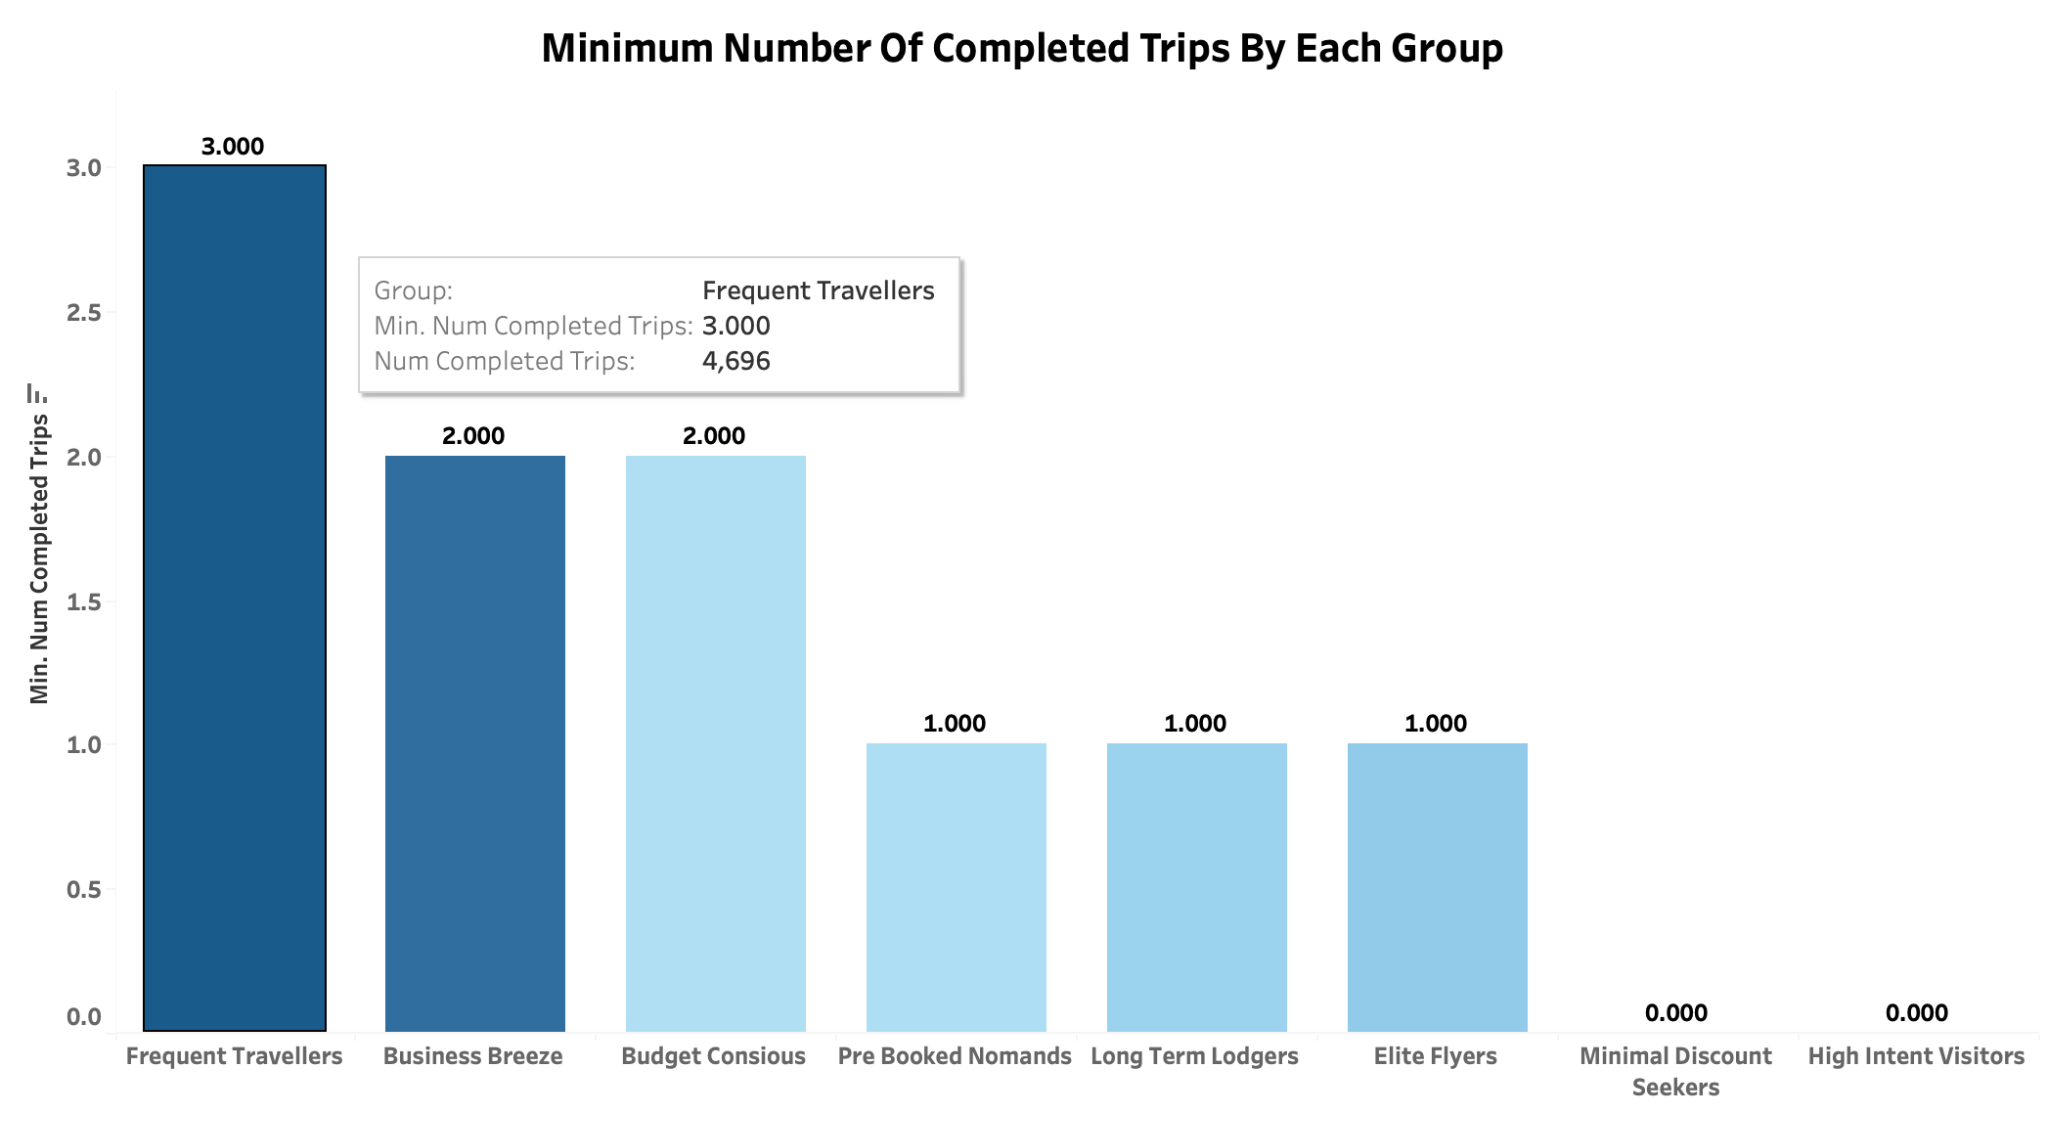 Minimum Number Of Completed Trips By Each Group
Min. Num Completed Trips
3.0
2.5
2.0
1.5
1.0
0.5
0.0
3.000
2.000
2.000
1.000
1.000
1.000
0.000
0.000
Group: Frequent Travellers
Min. Num Completed Trips: 3.000
Num Completed Trips: 4,696
Frequent Travellers
Business Breeze
Budget Consious
Pre Booked Nomands
Long Term Lodgers
Elite Flyers
Minimal Discount
Seekers
High Intent Visitors